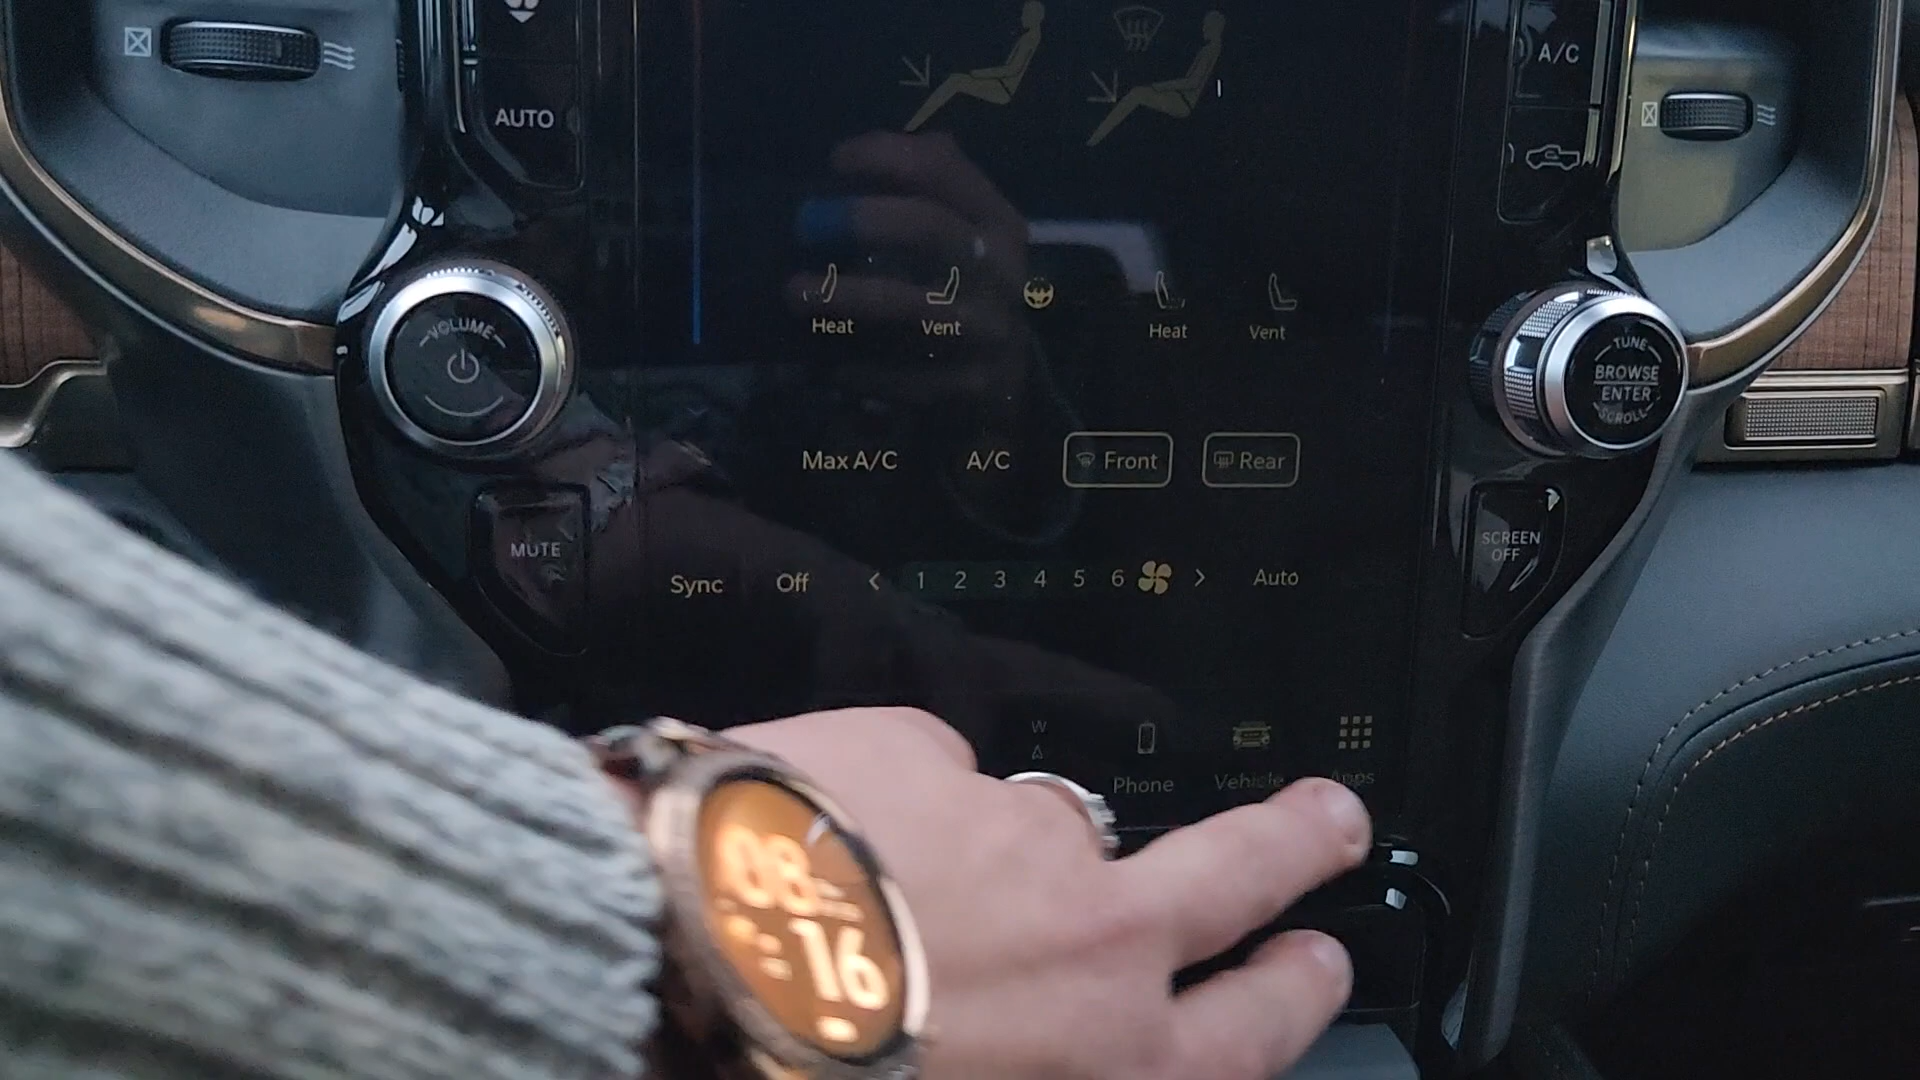 A/C
AUTO
VOLUME
Heat
Vent
Heat
Vent
TUNE
BROWSE
ENTER
SCROLL
Max A/C
A/C
Front
Rear
MUTE
SCREEN
OFF
Sync
Off
< 1 2 3 4 5 6 >
Auto
W
Phone
Vehicle
Apps
08
16